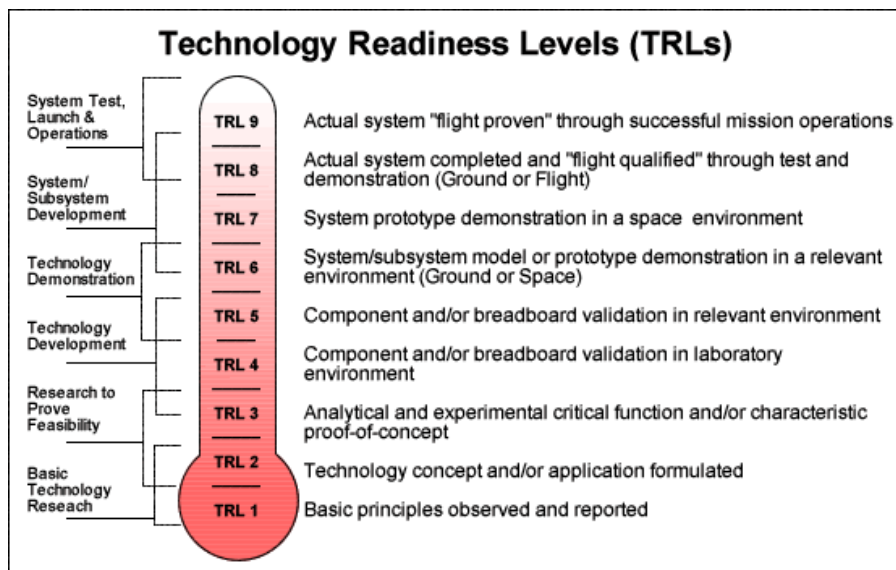 Technology Readiness Levels (TRLs)
System Test,
Launch &
Operations
System/
Subsystem
Development
Technology
Demonstration
Technology
Development
Research to
Prove
Feasibility
Basic
Technology
Reseach
TRL 9
Actual system "flight proven" through successful mission operations
TRL 8
Actual system completed and "flight qualified" through test and
demonstration (Ground or Flight)
TRL 7
System prototype demonstration in a space environment
TRL 6
System/subsystem model or prototype demonstration in a relevant
environment (Ground or Space)
TRL 5
Component and/or breadboard validation in relevant environment
TRL 4
Component and/or breadboard validation in laboratory
environment
TRL 3
Analytical and experimental critical function and/or characteristic
proof-of-concept
TRL 2
Technology concept and/or application formulated
TRL 1
Basic principles observed and reported